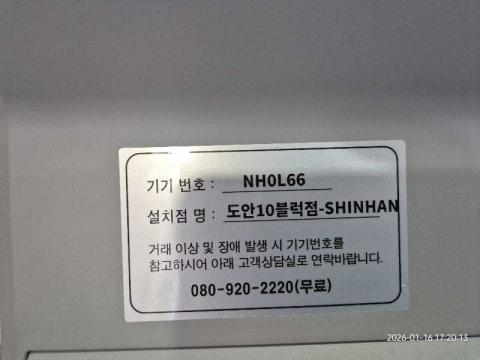 기기 번호 : NH0L66
설치점 명 : 도안10블럭점-SHINHAN
거래 이상 및 장애 발생 시 기기번호를
참고하시어 아래 고객상담실로 연락바랍니다.
080-920-2220(무료)
2026-01-16 17:20:13